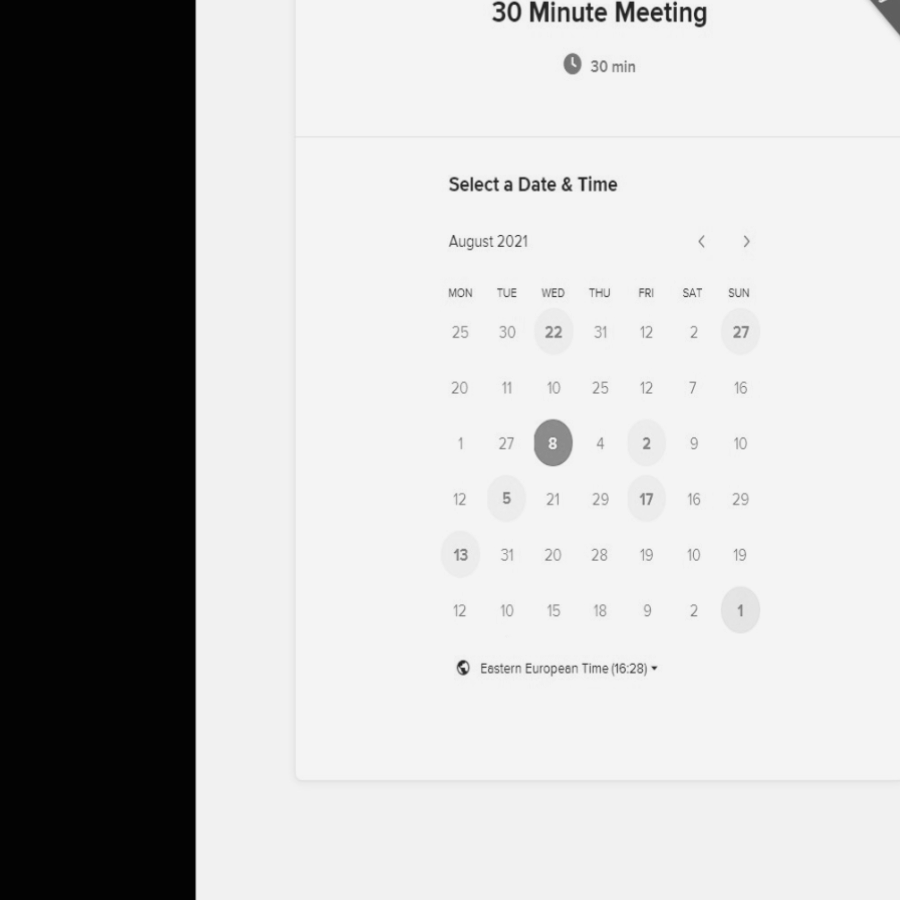 30 Minute Meeting
30 min
Select a Date & Time
August 2021
MON TUE WED THU FRI SAT SUN
25 30 22 31 12 2 27
20 11 10 25 12 7 16
1 27 8 4 2 9 10
12 5 21 29 17 16 29
13 31 20 28 19 10 19
12 10 15 18 9 2 1
Eastern European Time (16:28)